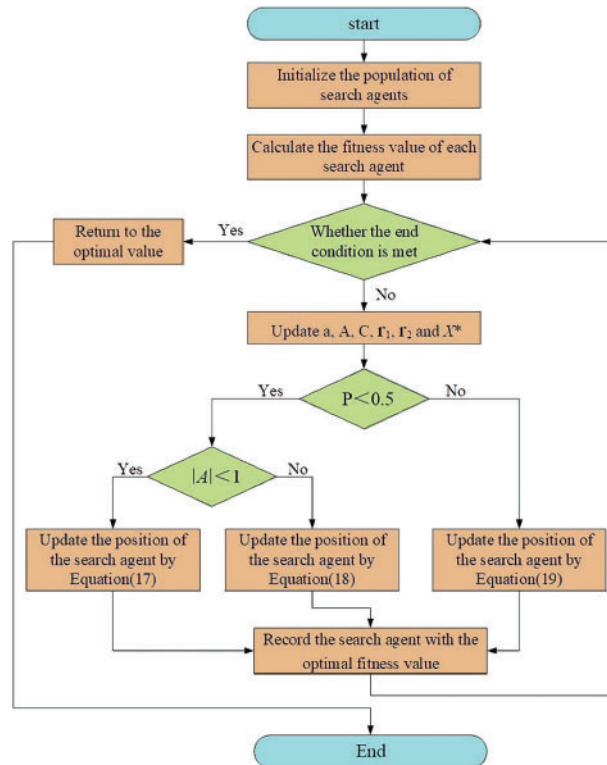 start
Initialize the population of
search agents
Calculate the fitness value of each
search agent
Whether the end
condition is met
Yes
Return to the
optimal value
No
Update a, A, C, r₁, r₂ and X*
P<0.5
Yes
No
|A|<1
Yes
No
Update the position of
the search agent by
Equation(17)
Update the position of
the search agent by
Equation(18)
Update the position of
the search agent by
Equation(19)
Record the search agent with the
optimal fitness value
End